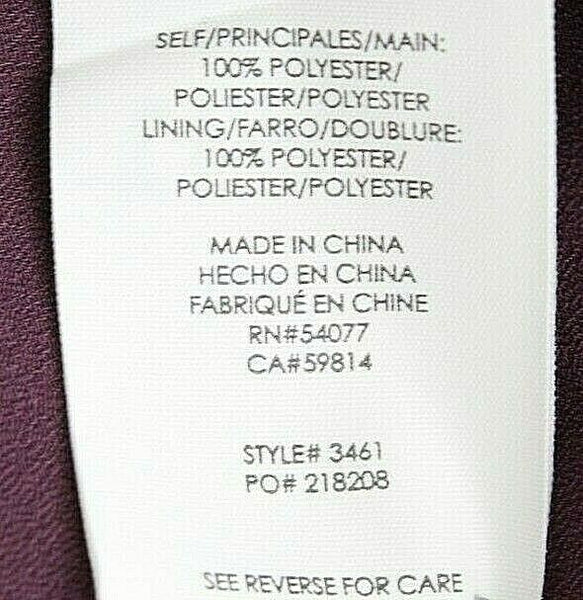 SELF/PRINCIPALES/MAIN:
100% POLYESTER/
POLIESTER/POLYESTER
LINING/FARRO/DOUBLURE:
100% POLYESTER/
POLIESTER/POLYESTER
MADE IN CHINA
HECHO EN CHINA
FABRIQUÉ EN CHINE
RN#54077
CA#59814
STYLE# 3461
PO# 218208
SEE REVERSE FOR CARE